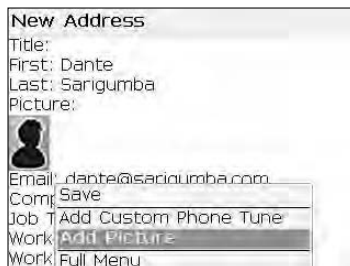 New Address
Title:
First: Dante
Last: Sarigumba
Picture:
Email: dante@sarigumba.com
Save
Job T
Add Custom Phone Tune
Work
Add Picture
Work
Full Menu